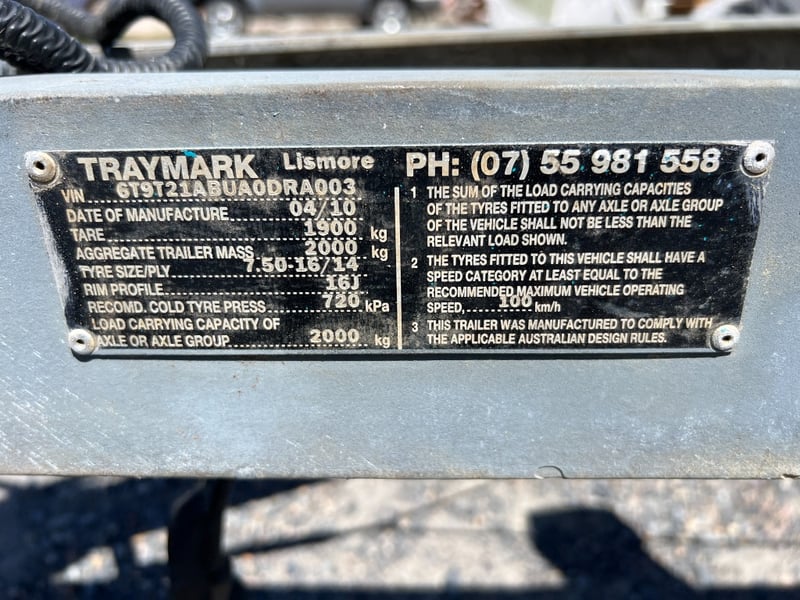 TRAYMARK Lismore PH: (07) 55 981 558
VIN 6T9T21ABUA0DRA003
DATE OF MANUFACTURE 04/10
TARE 1900 kg
AGGREGATE TRAILER MASS 2000 kg
TYRE SIZE/PLY 7.50-16/14
RIM PROFILE 16J
RECOMD. COLD TYRE PRESS 720 kPa
LOAD CARRYING CAPACITY OF
AXLE OR AXLE GROUP 2000 kg
1 THE SUM OF THE LOAD CARRYING CAPACITIES
OF THE TYRES FITTED TO ANY AXLE OR AXLE GROUP
OF THE VEHICLE SHALL NOT BE LESS THAN THE
RELEVANT LOAD SHOWN.
2 THE TYRES FITTED TO THIS VEHICLE SHALL HAVE A
SPEED CATEGORY AT LEAST EQUAL TO THE
RECOMMENDED MAXIMUM VEHICLE OPERATING
SPEED, 100 km/h
3 THIS TRAILER WAS MANUFACTURED TO COMPLY WITH
THE APPLICABLE AUSTRALIAN DESIGN RULES.